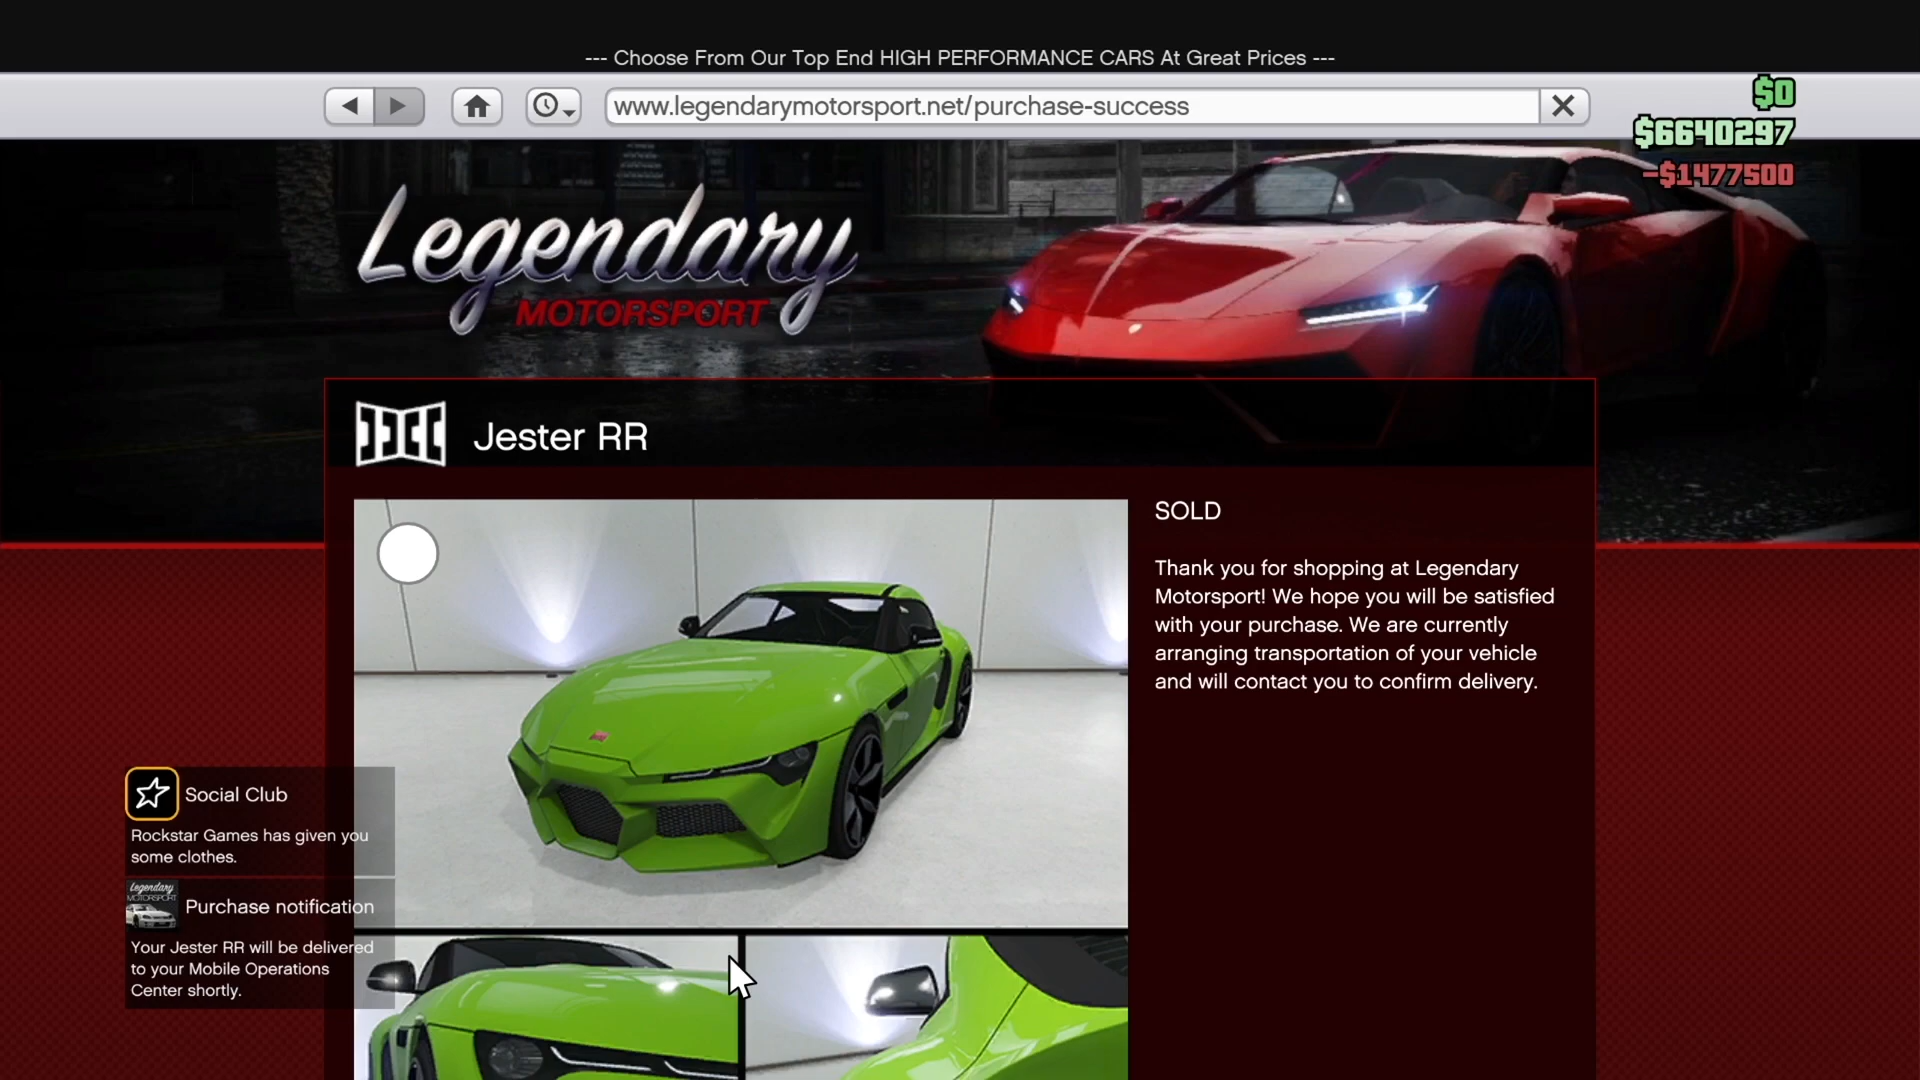 --- Choose From Our Top End HIGH PERFORMANCE CARS At Great Prices ---
www.legendarymotorsport.net/purchase-success
$0
$6640297
-$1477500
Legendary
MOTORSPORT
Jester RR
SOLD
Thank you for shopping at Legendary
Motorsport! We hope you will be satisfied
with your purchase. We are currently
arranging transportation of your vehicle
and will contact you to confirm delivery.
Social Club
Rockstar Games has given you
some clothes.
Legendary
MOTORSPORT
Purchase notification
Your Jester RR will be delivered
to your Mobile Operations
Center shortly.